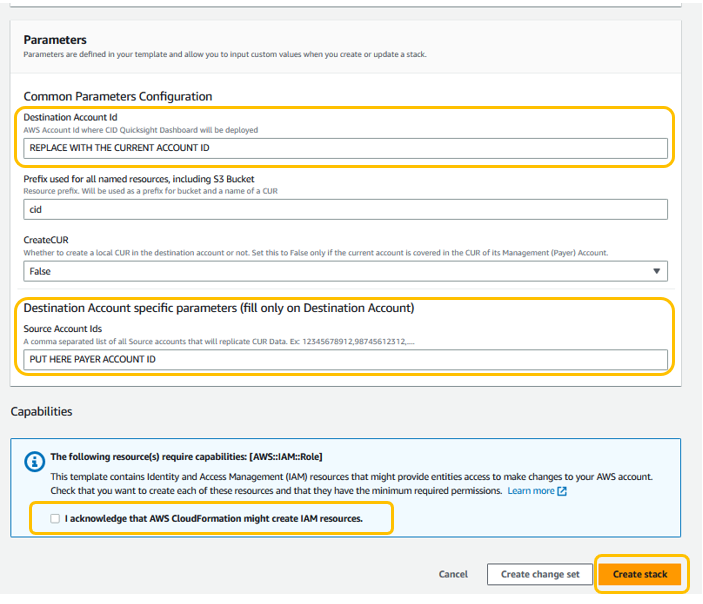 Parameters
Parameters are defined in your template and allow you to input custom values when you create or update a stack.
Common Parameters Configuration
Destination Account Id
AWS Account Id where CID Quicksight Dashboard will be deployed
REPLACE WITH THE CURRENT ACCOUNT ID
Prefix used for all named resources, including S3 Bucket
Resource prefix. Will be used as a prefix for bucket and a name of a CUR
cid
CreateCUR
Whether to create a local CUR in the destination account or not. Set this to False only if the current account is covered in the CUR of its Management (Payer) Account.
False
Destination Account specific parameters (fill only on Destination Account)
Source Account Ids
A comma separated list of all Source accounts that will replicate CUR Data. Ex: 12345678912,98745612312,....
PUT HERE PAYER ACCOUNT ID
Capabilities
The following resource(s) require capabilities: [AWS::IAM::Role]
This template contains Identity and Access Management (IAM) resources that might provide entities access to make changes to your AWS account.
Check that you want to create each of these resources and that they have the minimum required permissions. Learn more
I acknowledge that AWS CloudFormation might create IAM resources.
Cancel Create change set Create stack